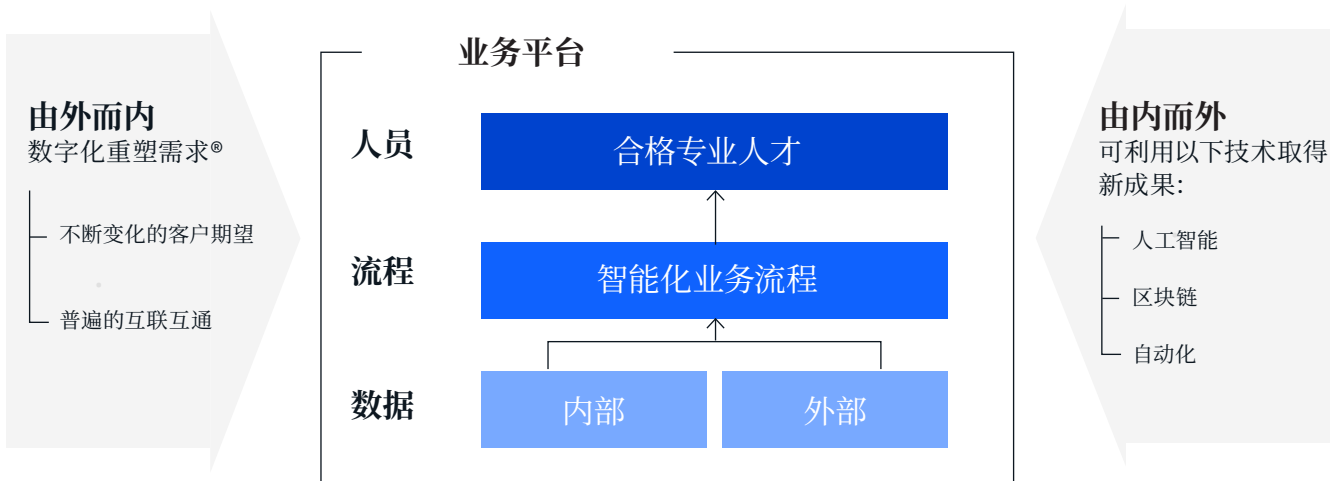 业务平台
由外而内
数字化重塑需求®
不断变化的客户期望
普遍的互联互通
人员
合格专业人才
流程
智能化业务流程
数据
内部
外部
由内而外
可利用以下技术取得
新成果:
人工智能
区块链
自动化